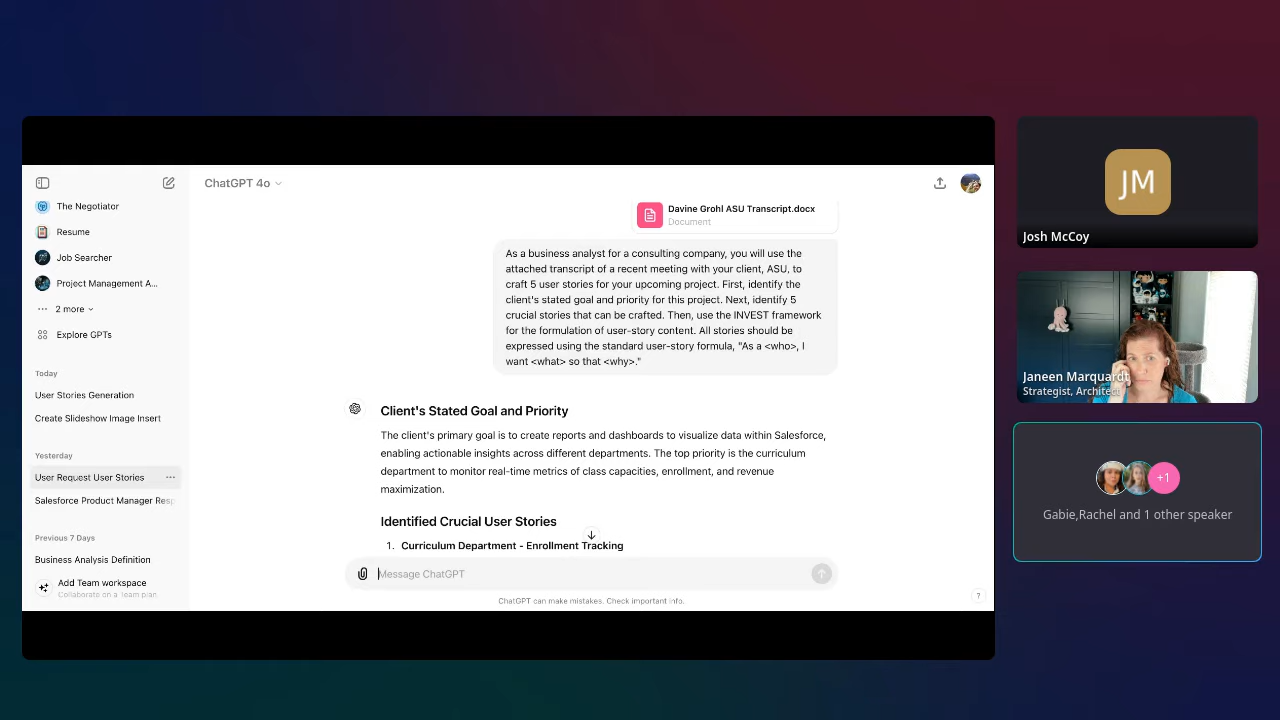 ChatGPT 4o
The Negotiator
Resume
Job Searcher
Project Management A...
2 more
Explore GPTs
Today
User Stories Generation
Create Slideshow Image Insert
Yesterday
User Request User Stories
Salesforce Product Manager Resp
Previous 7 Days
Business Analysis Definition
Add Team workspace
Collaborate on a Team plan
Davine Grohl ASU Transcript.docx
Document
As a business analyst for a consulting company, you will use the
attached transcript of a recent meeting with your client, ASU, to
craft 5 user stories for your upcoming project. First, identify the
client's stated goal and priority for this project. Next, identify 5
crucial stories that can be crafted. Then, use the INVEST framework
for the formulation of user-story content. All stories should be
expressed using the standard user-story formula, "As a <who>, I
want <what> so that <why>."
Client's Stated Goal and Priority
The client's primary goal is to create reports and dashboards to visualize data within Salesforce,
enabling actionable insights across different departments. The top priority is the curriculum
department to monitor real-time metrics of class capacities, enrollment, and revenue
maximization.
Identified Crucial User Stories
1. Curriculum Department - Enrollment Tracking
Message ChatGPT
ChatGPT can make mistakes. Check important info.
?
JM
Josh McCoy
Janeen Marquardt
Strategist, Architect
+1
Gabie,Rachel and 1 other speaker